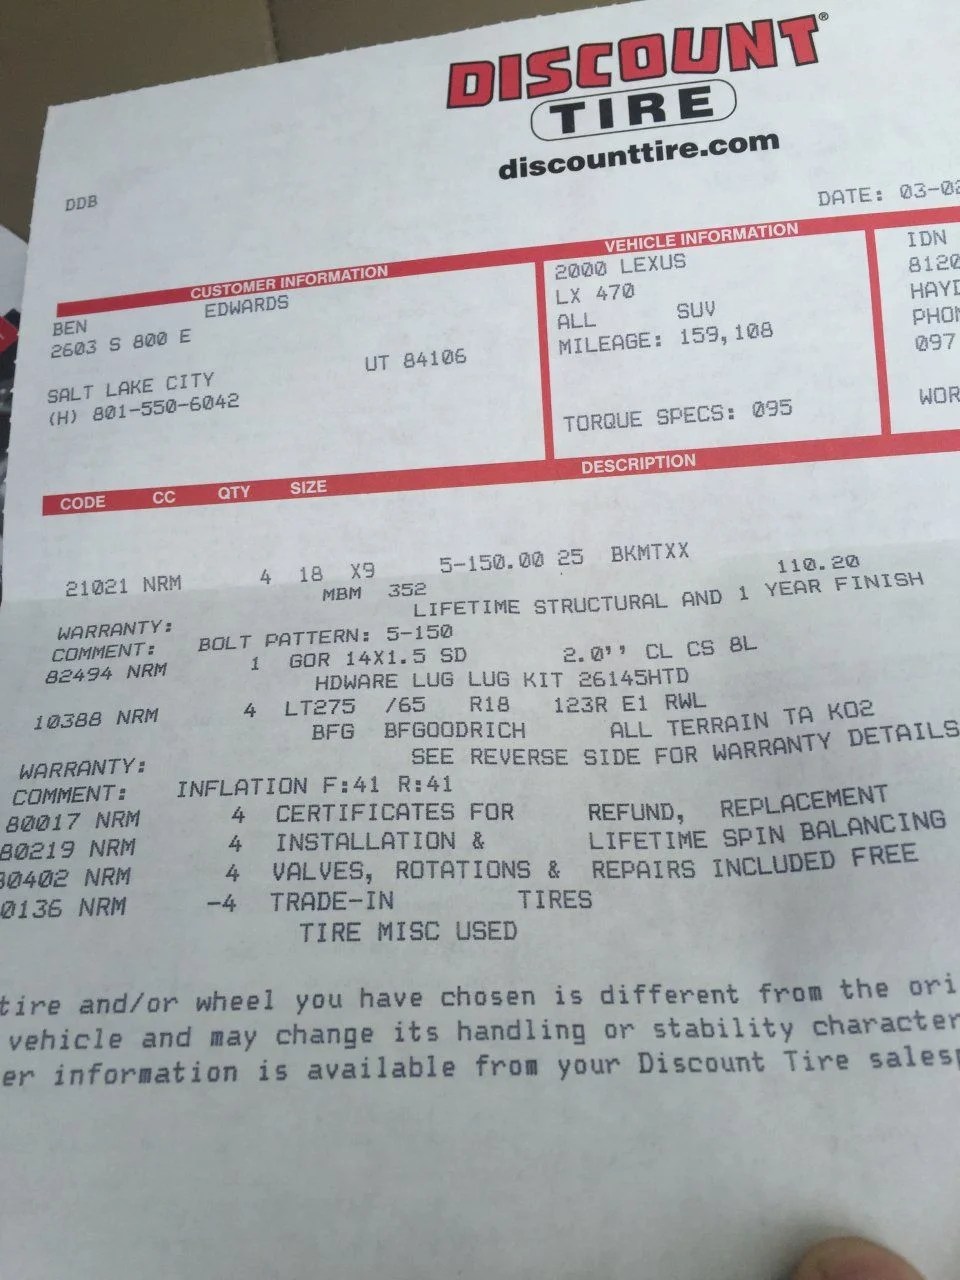 DISCOUNT®
TIRE
discounttire.com
DDB
DATE: 03-02
CUSTOMER INFORMATION
BEN EDWARDS
2603 S 800 E
UT 84106
SALT LAKE CITY
(H) 801-550-6042
VEHICLE INFORMATION
2000 LEXUS
LX 470
ALL SUV
MILEAGE: 159,108
TORQUE SPECS: 095
IDN
8120
HAYD
PHON
097
WOR
CODE CC QTY SIZE DESCRIPTION
21021 NRM 4 18 X9 5-150.00 25 BKMTXX
MBM 352 110.20
WARRANTY: LIFETIME STRUCTURAL AND 1 YEAR FINISH
COMMENT: BOLT PATTERN: 5-150
82494 NRM 1 GOR 14X1.5 SD 2.0'' CL CS 8L
HDWARE LUG LUG KIT 26145HTD
10388 NRM 4 LT275 /65 R18 123R E1 RWL
BFG BFGOODRICH ALL TERRAIN TA KO2
WARRANTY: SEE REVERSE SIDE FOR WARRANTY DETAILS
COMMENT: INFLATION F:41 R:41
80017 NRM 4 CERTIFICATES FOR REFUND, REPLACEMENT
80219 NRM 4 INSTALLATION & LIFETIME SPIN BALANCING
80402 NRM 4 VALVES, ROTATIONS & REPAIRS INCLUDED FREE
0136 NRM -4 TRADE-IN TIRES
TIRE MISC USED
tire and/or wheel you have chosen is different from the ori
vehicle and may change its handling or stability character
er information is available from your Discount Tire salesp